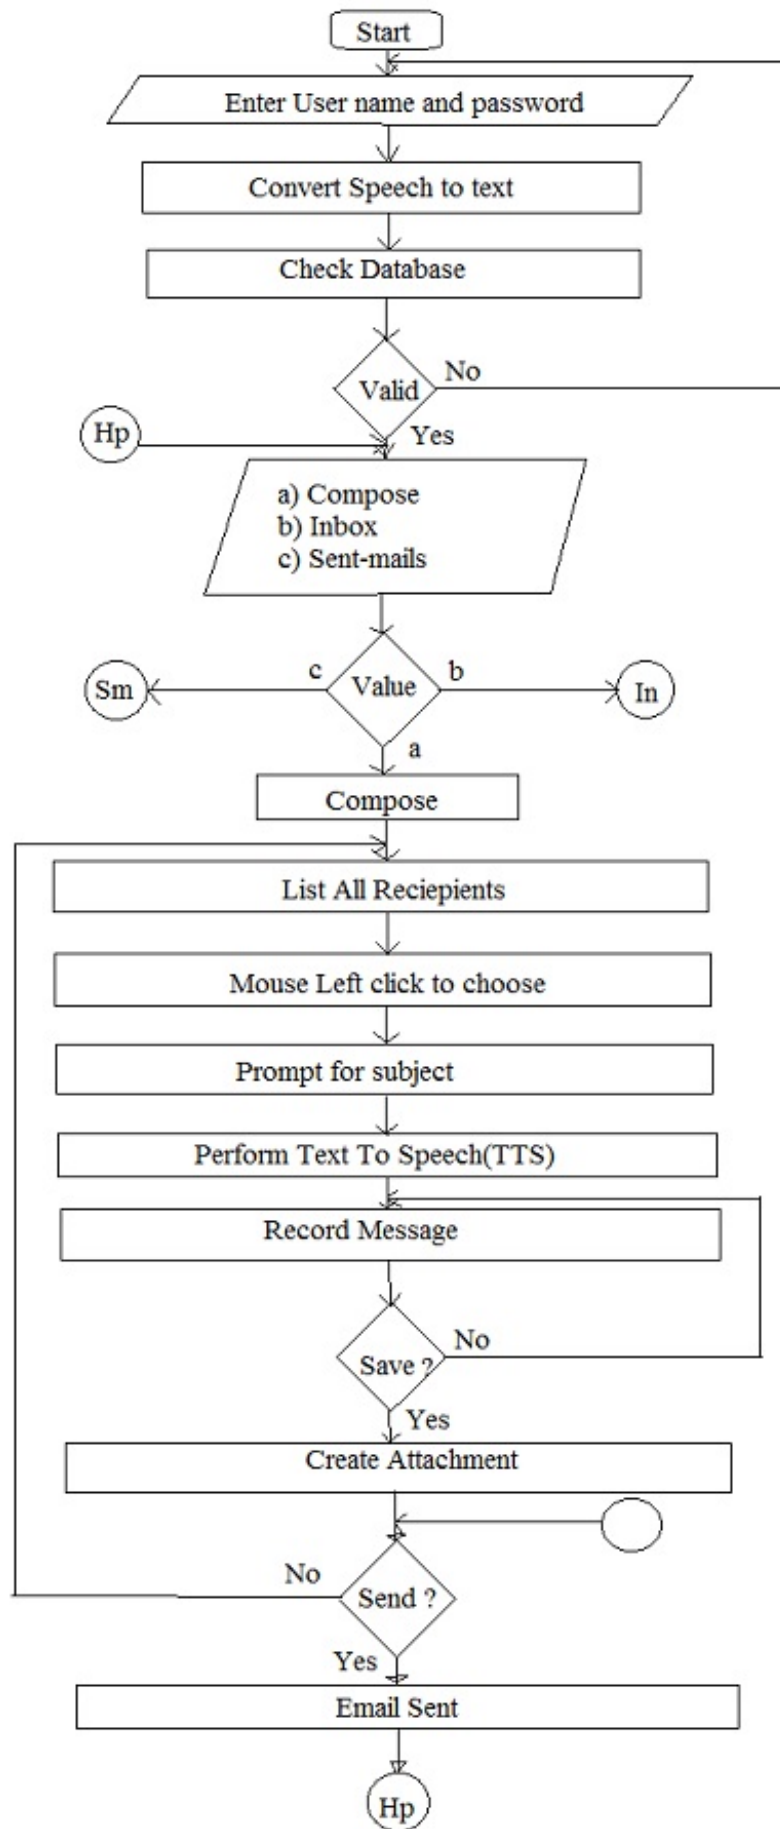 Start
Enter User name and password
Convert Speech to text
Check Database
Valid
No
Hp
Yes
a) Compose
b) Inbox
c) Sent-mails
Sm
c
Value
b
In
a
Compose
List All Reciepients
Mouse Left click to choose
Prompt for subject
Perform Text To Speech(TTS)
Record Message
Save ?
No
Yes
Create Attachment
No
Send ?
Yes
Email Sent
Hp